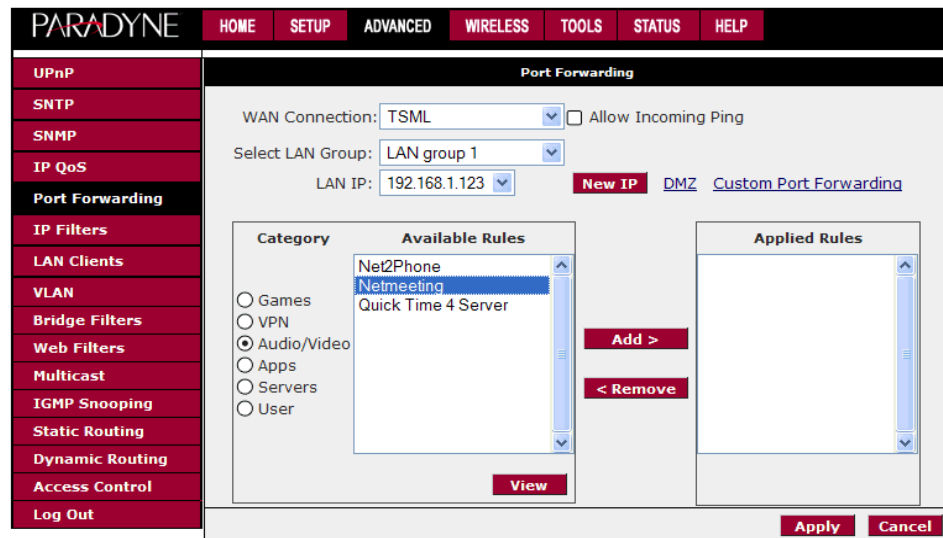 PARADYNE
HOME SETUP ADVANCED WIRELESS TOOLS STATUS HELP
UPnP
SNTP
SNMP
IP QoS
Port Forwarding
IP Filters
LAN Clients
VLAN
Bridge Filters
Web Filters
Multicast
IGMP Snooping
Static Routing
Dynamic Routing
Access Control
Log Out
Port Forwarding
WAN Connection: TSML Allow Incoming Ping
Select LAN Group: LAN group 1
LAN IP: 192.168.1.123 New IP DMZ Custom Port Forwarding
Category Available Rules Applied Rules
Games
VPN
Audio/Video
Apps
Servers
User
Net2Phone
Netmeeting
Quick Time 4 Server
View
Add >
< Remove
Apply Cancel